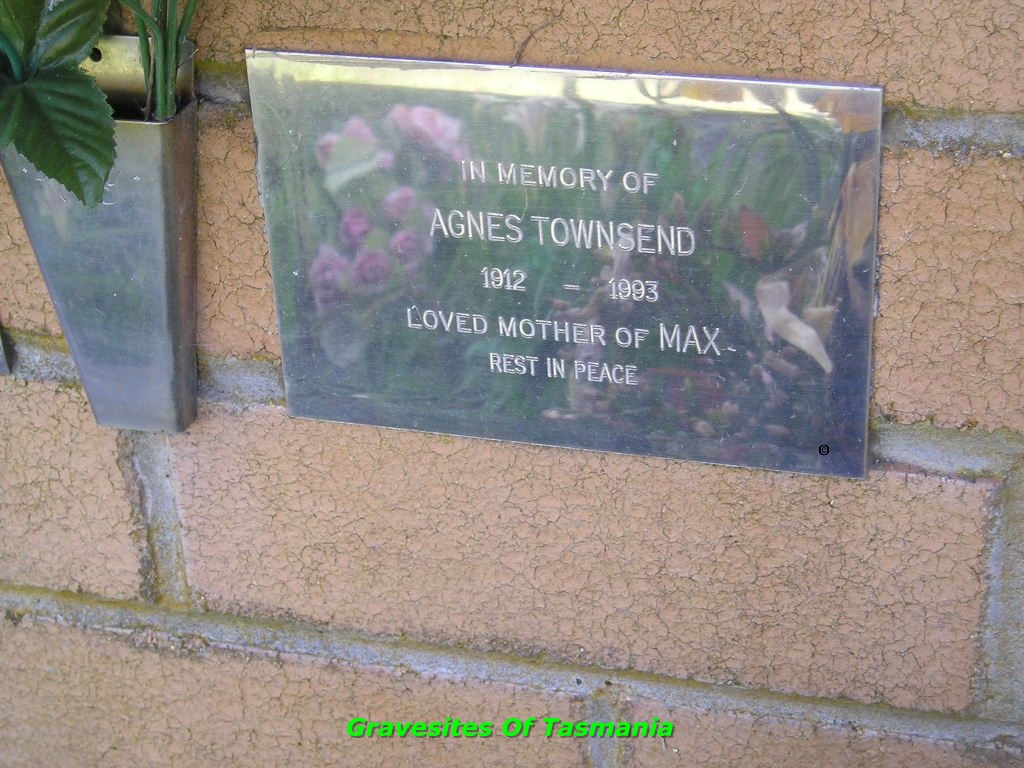 IN MEMORY OF
AGNES TOWNSEND
1912 – 1993
LOVED MOTHER OF MAX
REST IN PEACE
©
Gravesites Of Tasmania